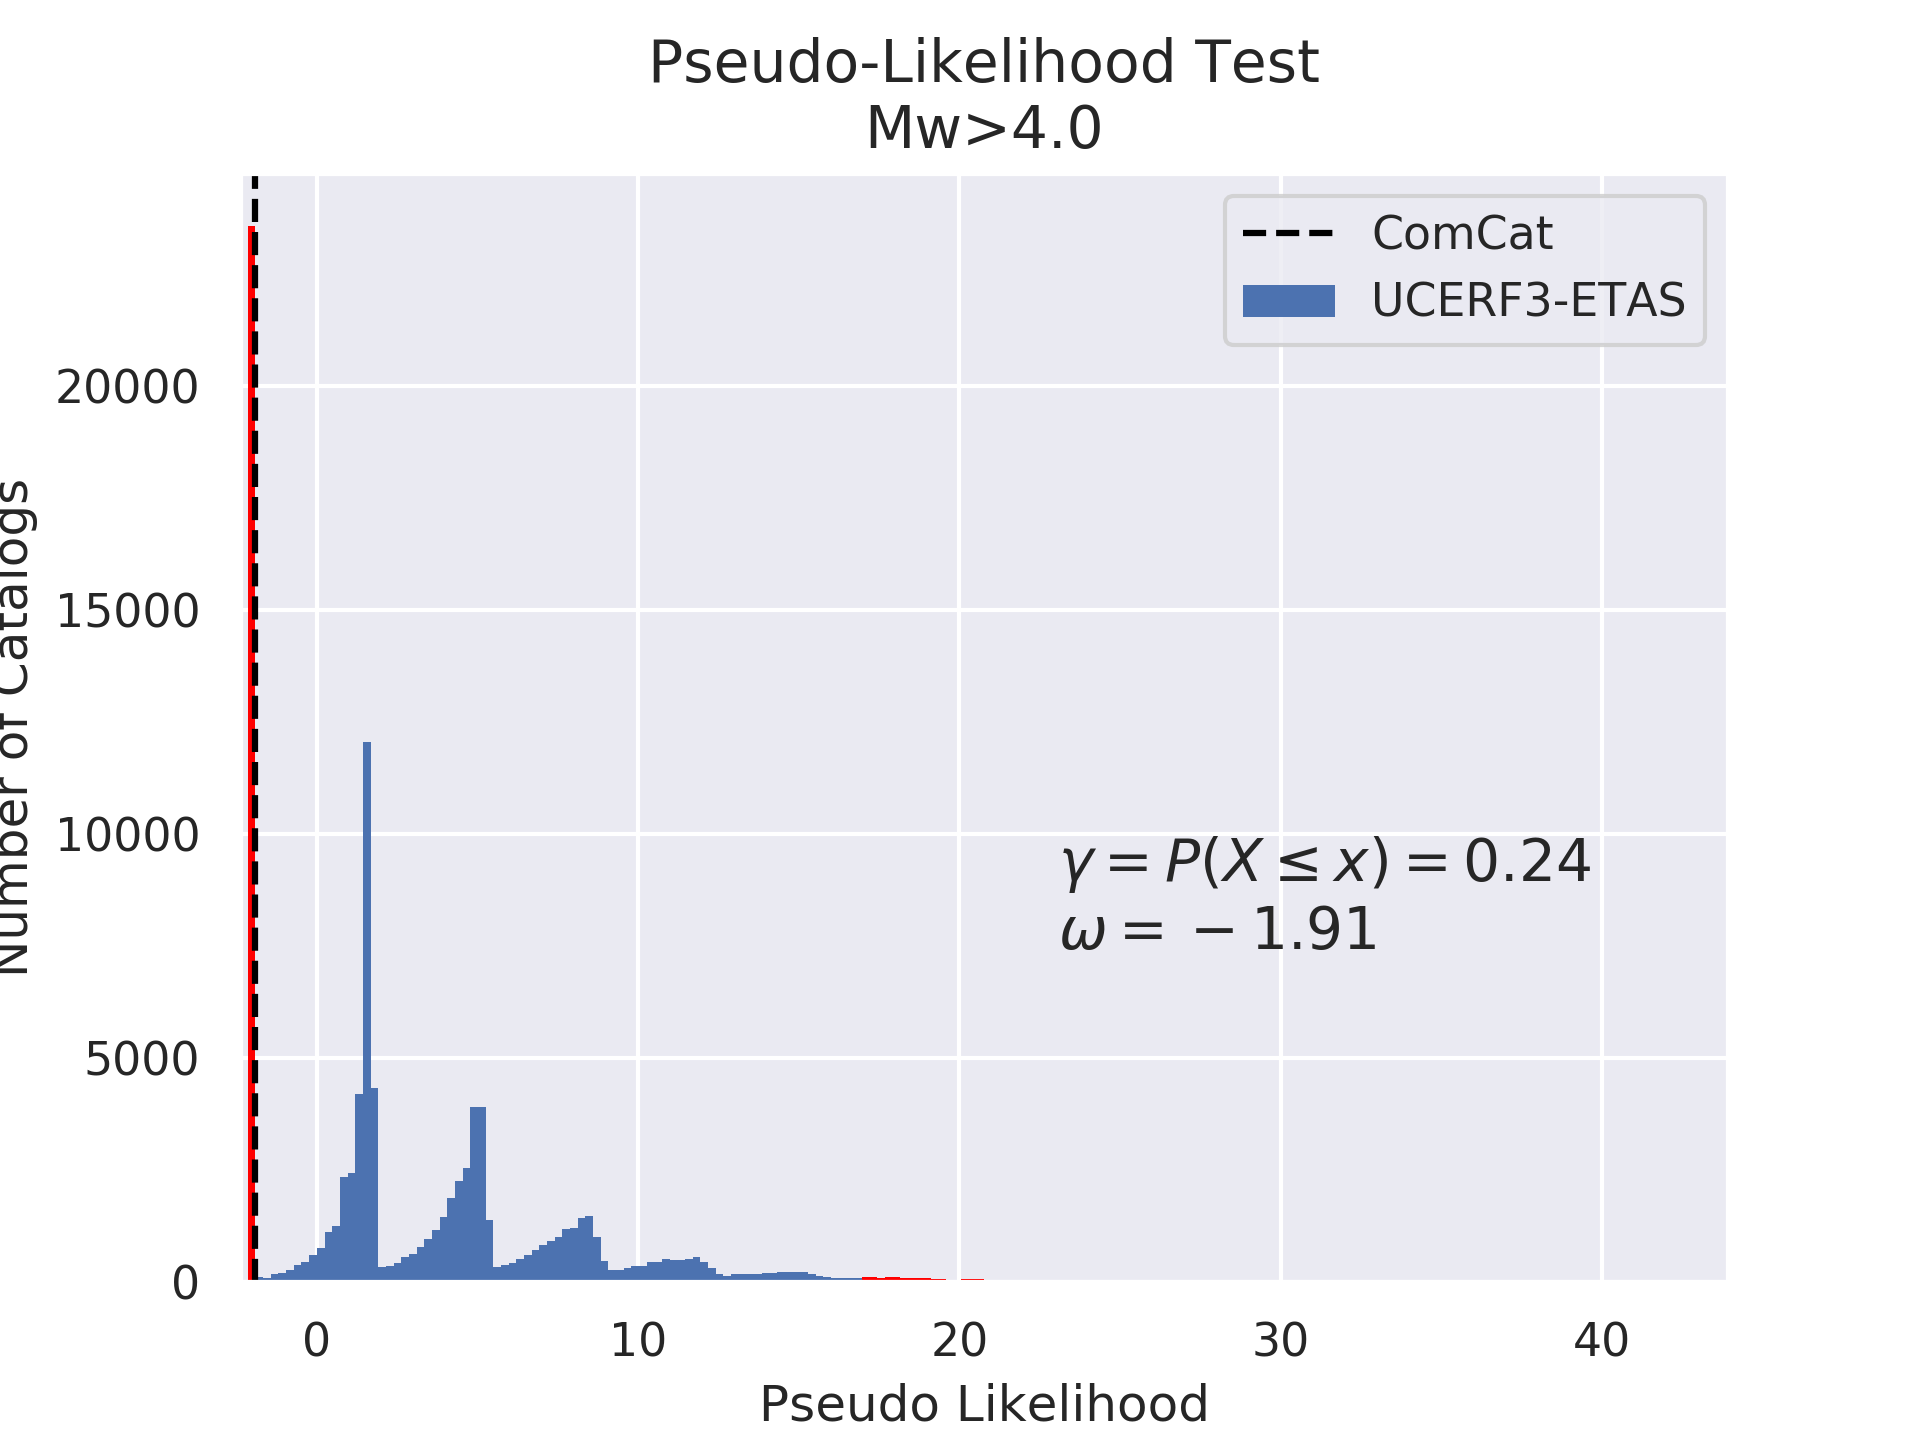 Pseudo-Likelihood Test
Mw>4.0
ComCat
UCERF3-ETAS
20000
15000
10000
5000
0
Number of Catalogs
γ = P(X ≤ x) = 0.24
ω = −1.91
0 10 20 30 40
Pseudo Likelihood